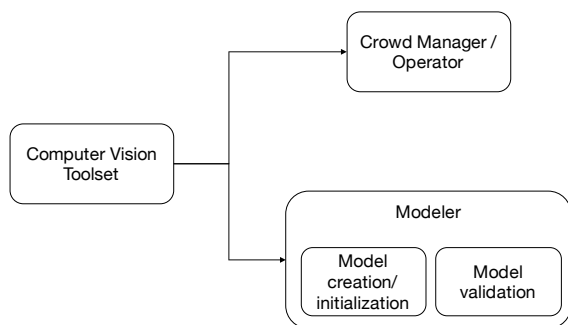 Crowd Manager /
Operator
Computer Vision
Toolset
Modeler
Model
creation/
initialization
Model
validation